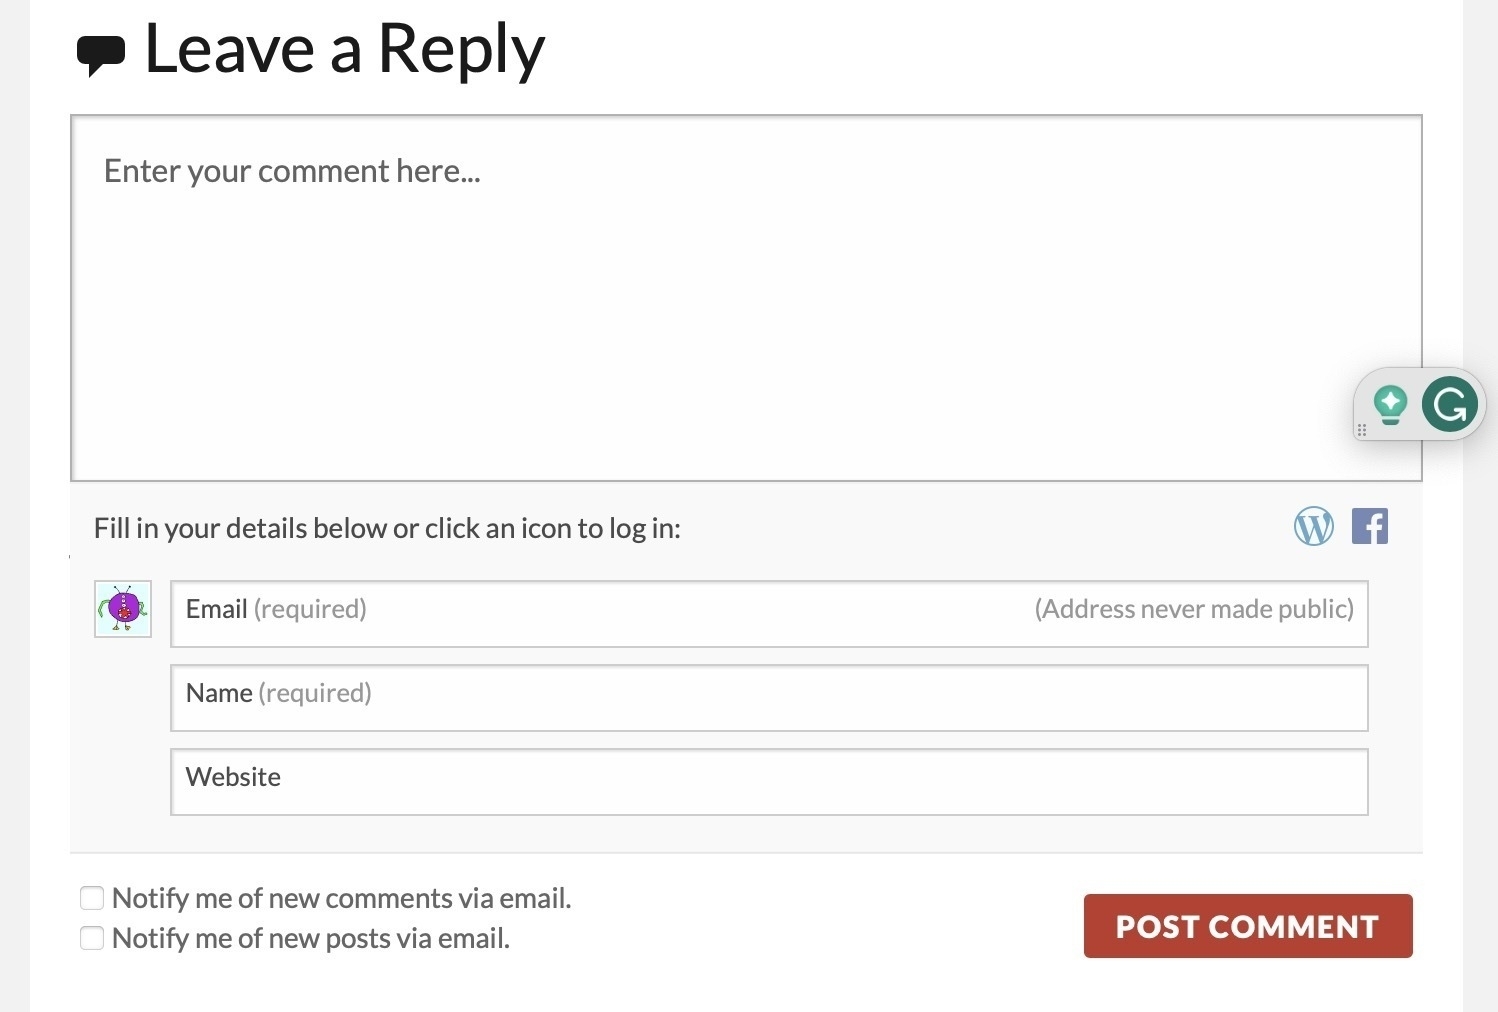 Leave a Reply
Enter your comment here...
Fill in your details below or click an icon to log in:
Email (required) (Address never made public)
Name (required)
Website
Notify me of new comments via email.
Notify me of new posts via email.
POST COMMENT